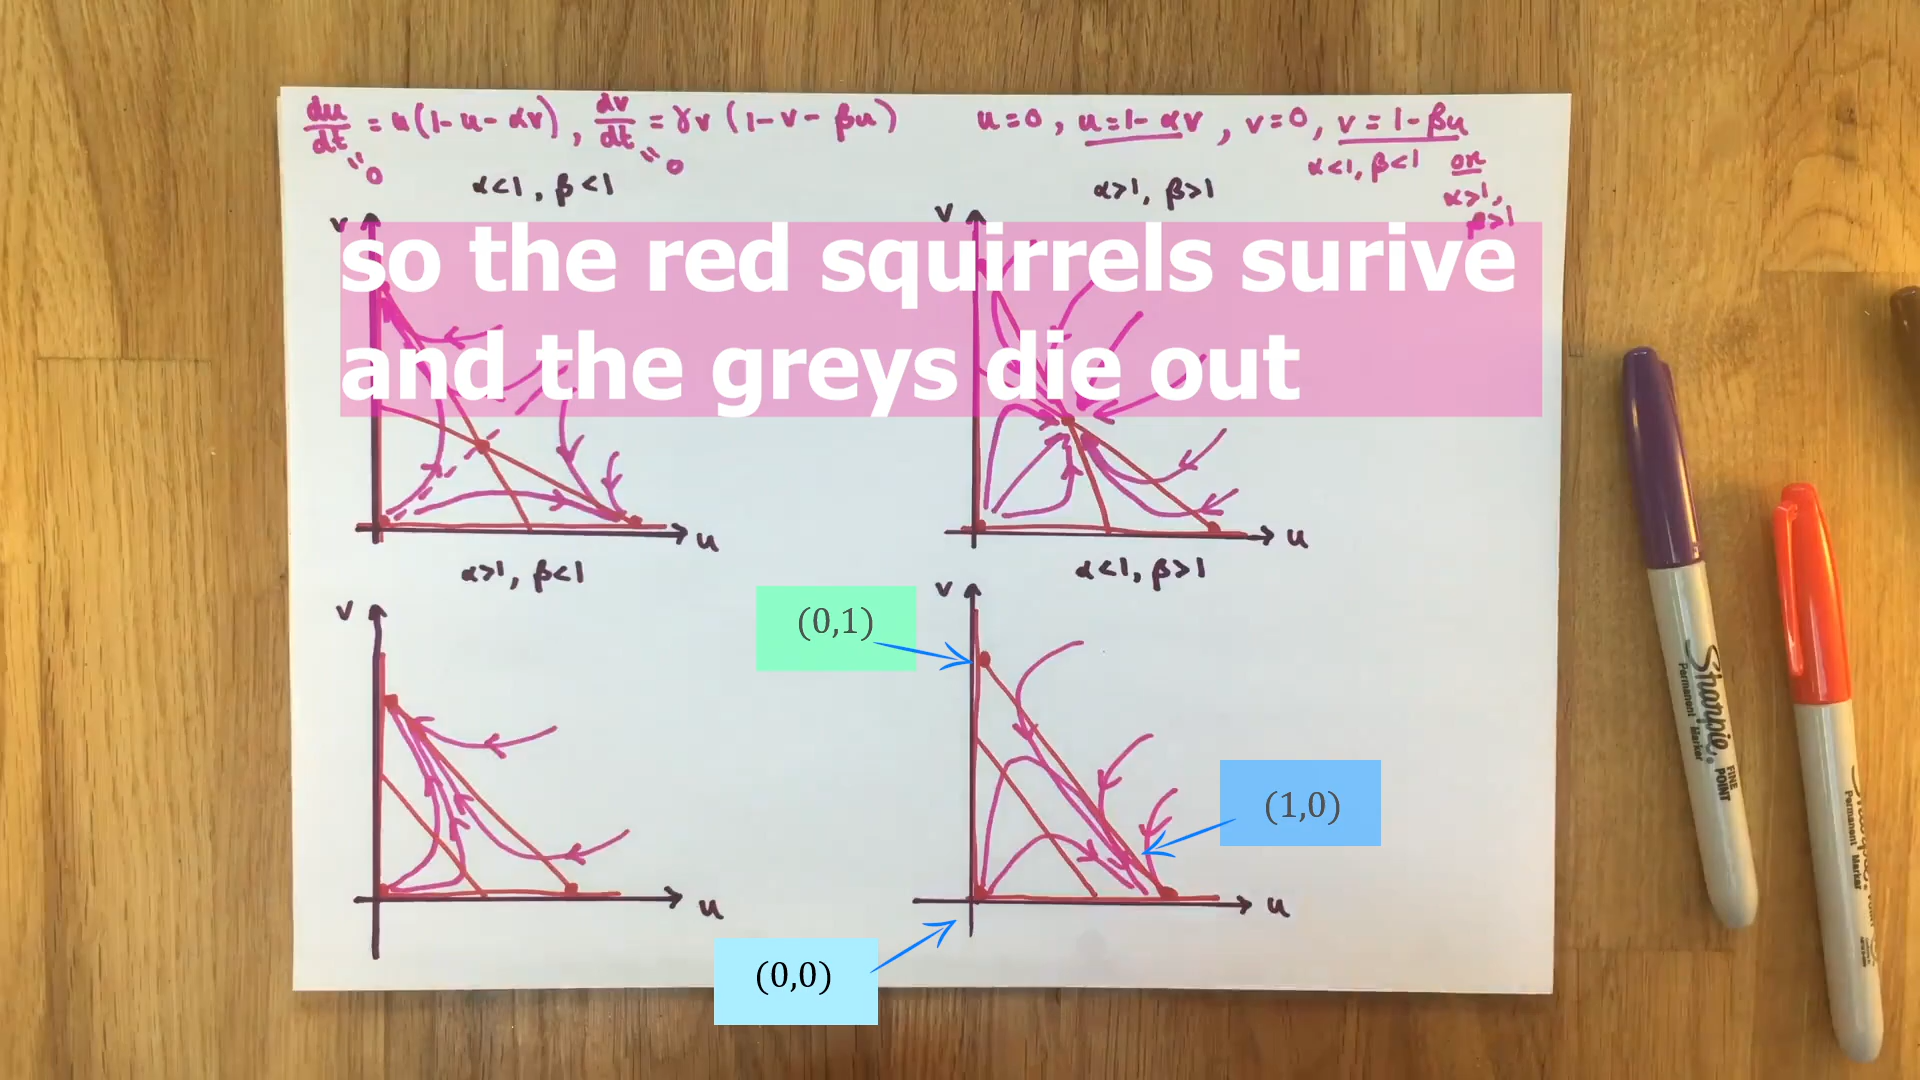 du/dt = u(1-u-αv), dv/dt = γv(1-v-βu)
=0
=0
u=0, u=1-αv, v=0, v=1-βu
α<1, β<1 or
α>1,
β>1
α<1, β<1
α>1, β>1
v
v
so the red squirrels surive
and the greys die out
u
u
α>1, β<1
α<1, β>1
v
v
(0,1)
(1,0)
u
u
(0,0)
Sharpie
Permanent Marker
FINE
POINT
Permanent Marker